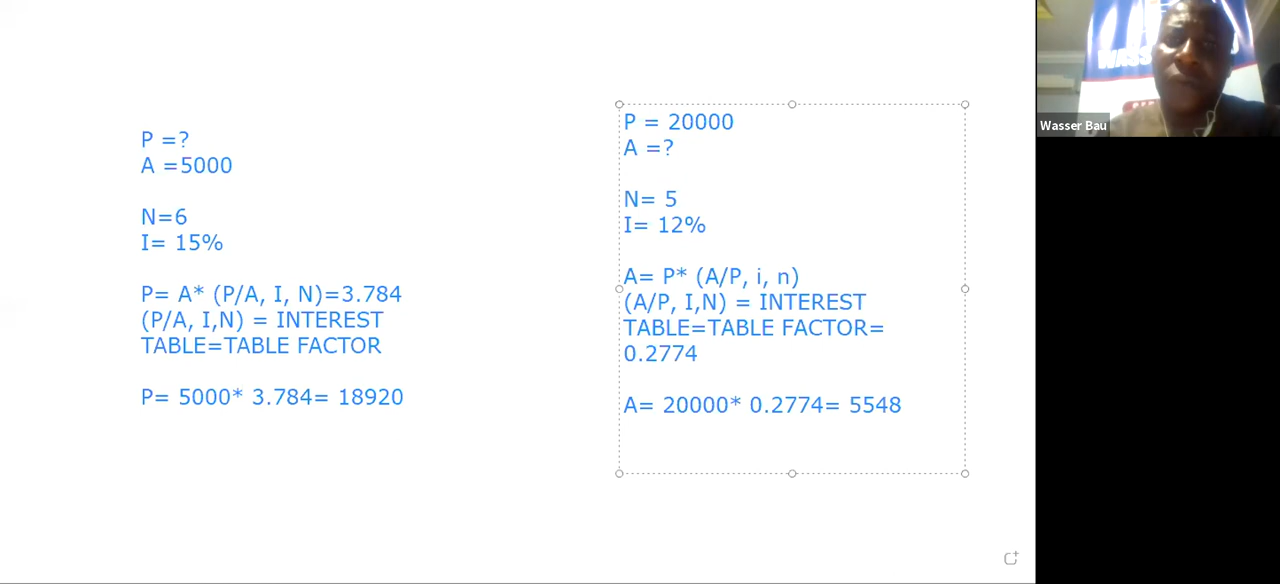 P =?
A =5000
N=6
I= 15%
P= A* (P/A, I, N)=3.784
(P/A, I,N) = INTEREST
TABLE=TABLE FACTOR
P= 5000* 3.784= 18920
P = 20000
A =?
N= 5
I= 12%
A= P* (A/P, i, n)
(A/P, I,N) = INTEREST
TABLE=TABLE FACTOR=
0.2774
A= 20000* 0.2774= 5548
WASS
Wasser Bau